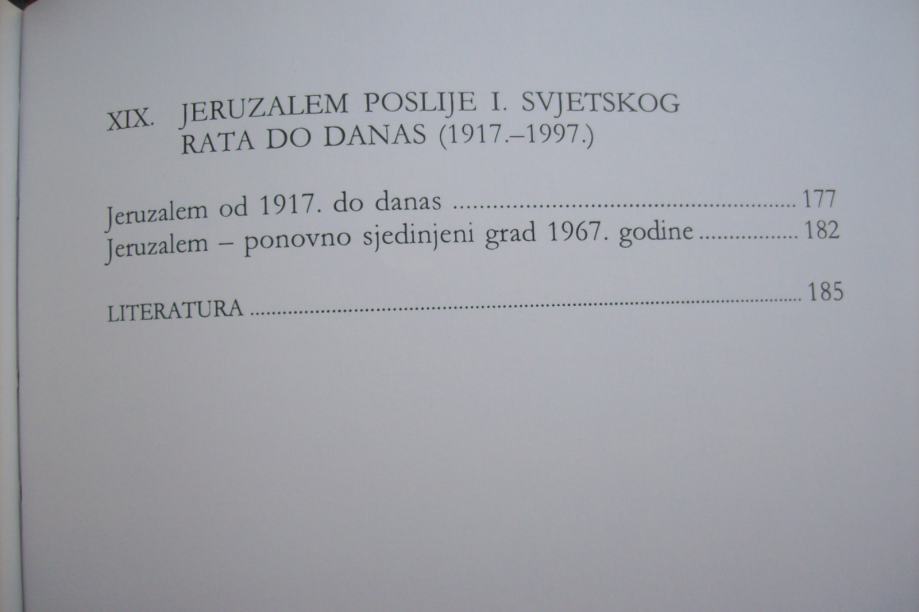 XIX. JERUZALEM POSLIJE I. SVJETSKOG
RATA DO DANAS (1917.–1997.)
Jeruzalem od 1917. do danas ........................................................ 177
Jeruzalem – ponovno sjedinjeni grad 1967. godine ................. 182
LITERATURA ............................................................................................. 185